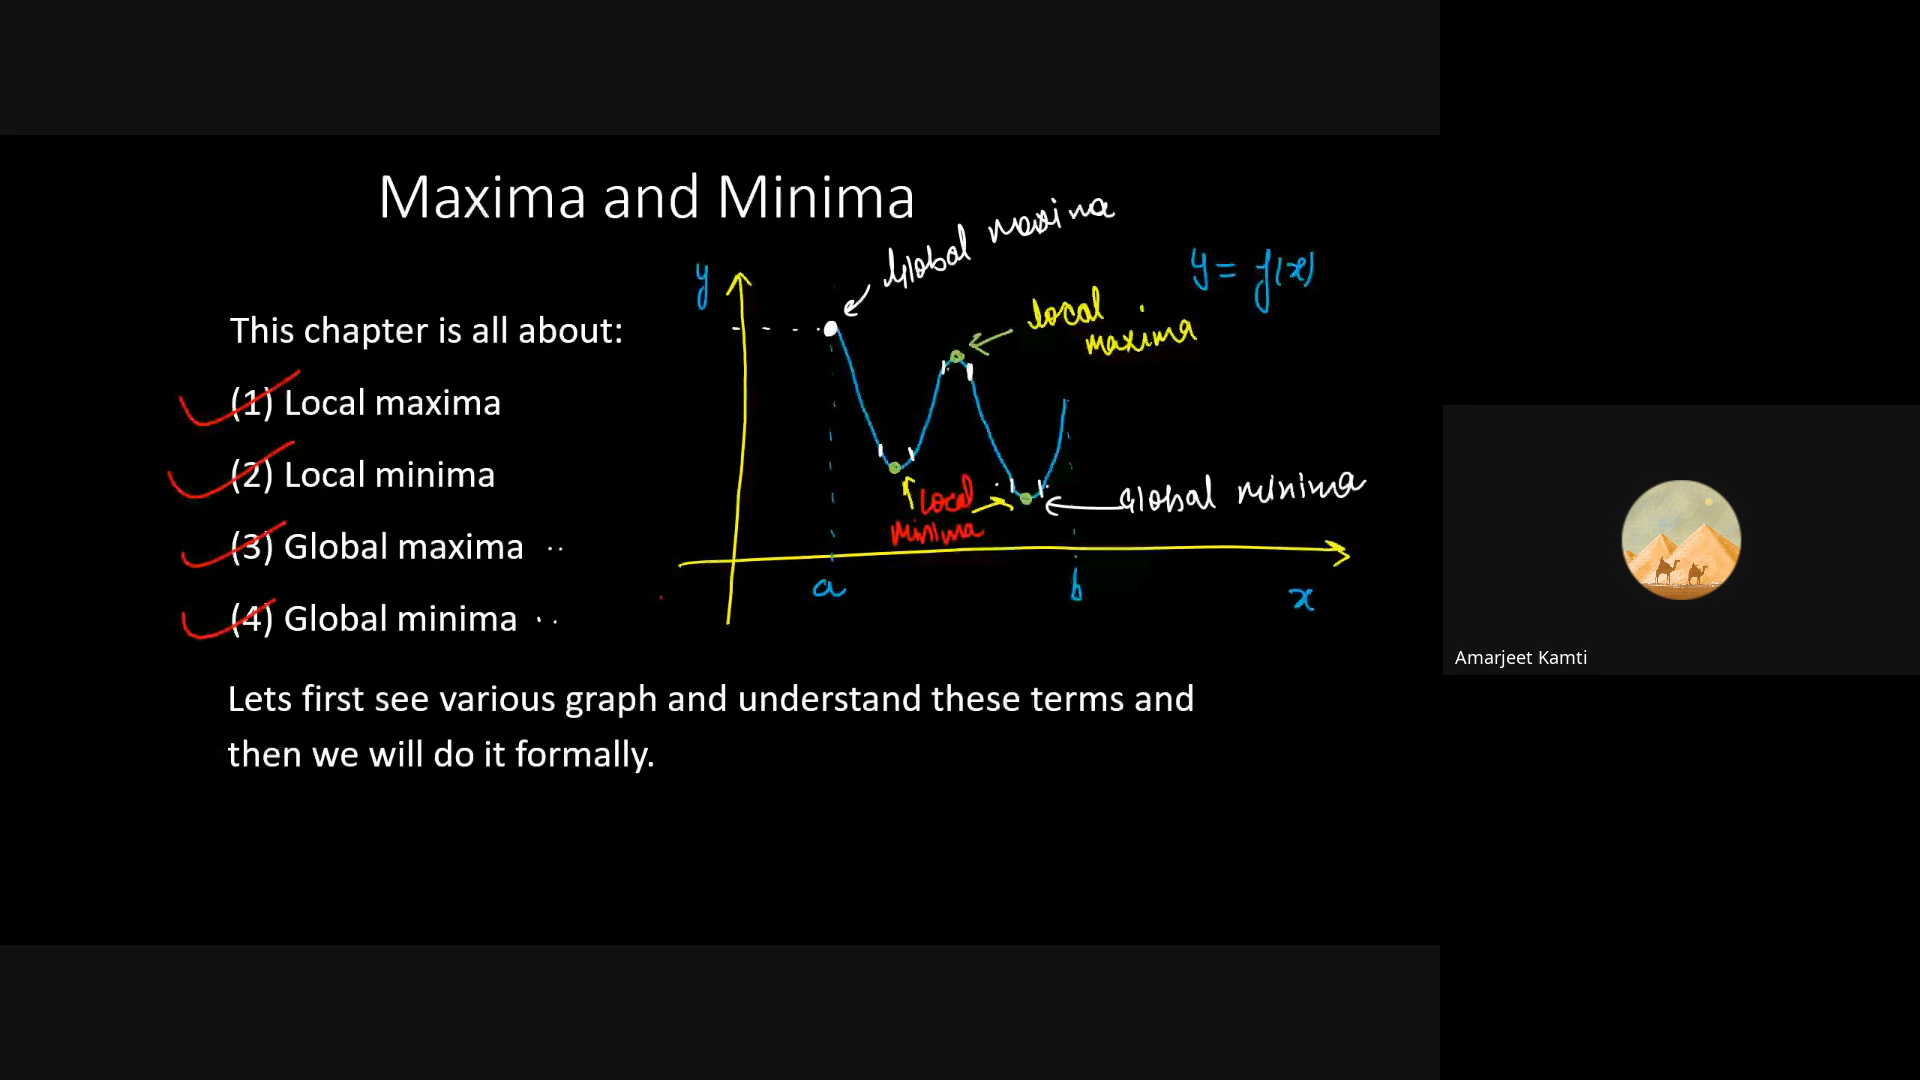 Maxima and Minima
Global maxima
y
y = f(x)
Local
maxima
This chapter is all about:
(1) Local maxima
(2) Local minima
Global minima
Local
minima
(3) Global maxima
a
b
x
(4) Global minima
Amarjeet Kamti
Lets first see various graph and understand these terms and
then we will do it formally.